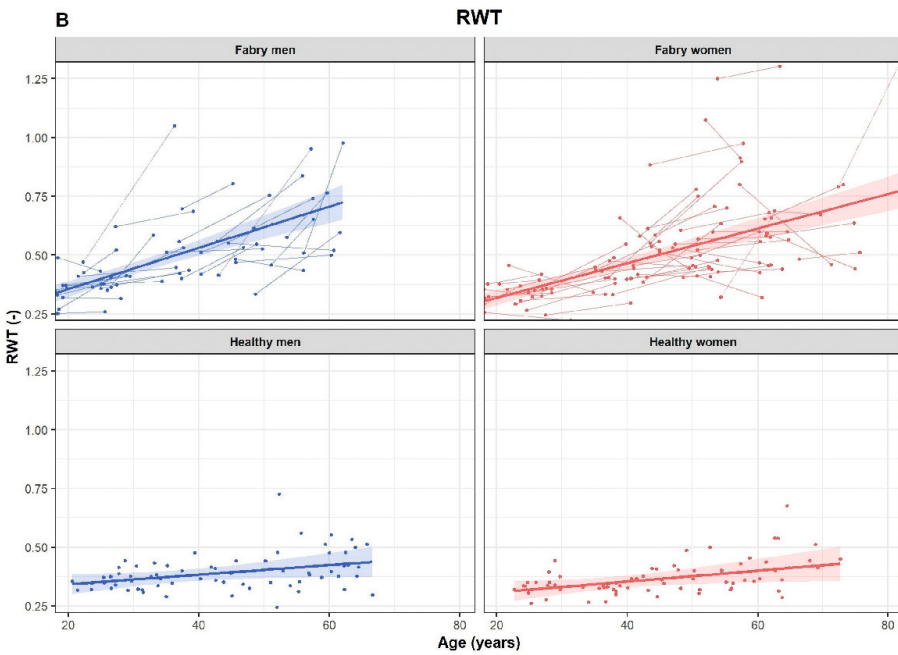 B
RWT
Fabry men
Fabry women
1.25
1.00
0.75
0.50
0.25
RWT (-)
Healthy men
Healthy women
1.25
1.00
0.75
0.50
0.25
20 40 60 80 20 40 60 80
Age (years)